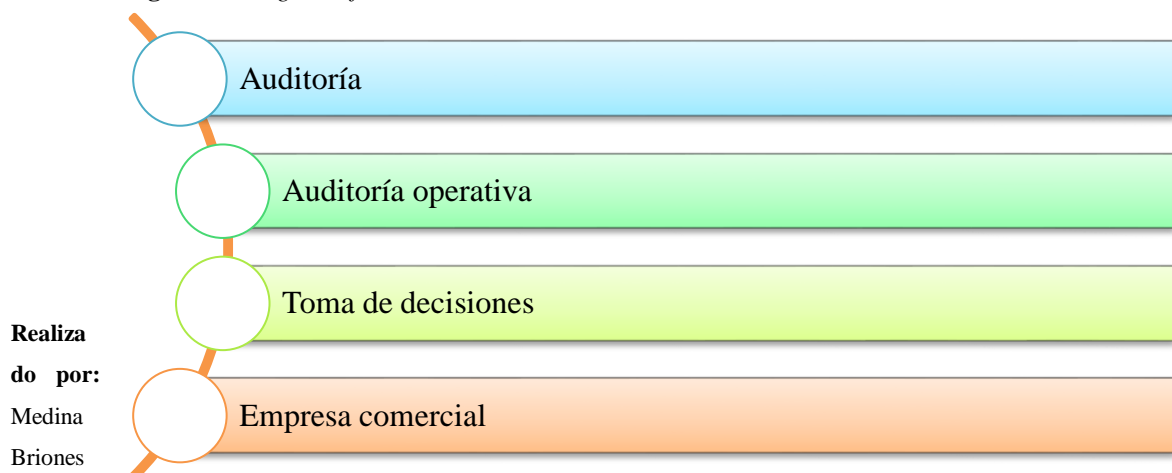 Auditoría
Auditoría operativa
Toma de decisiones
Empresa comercial
Realiza
do por:
Medina
Briones